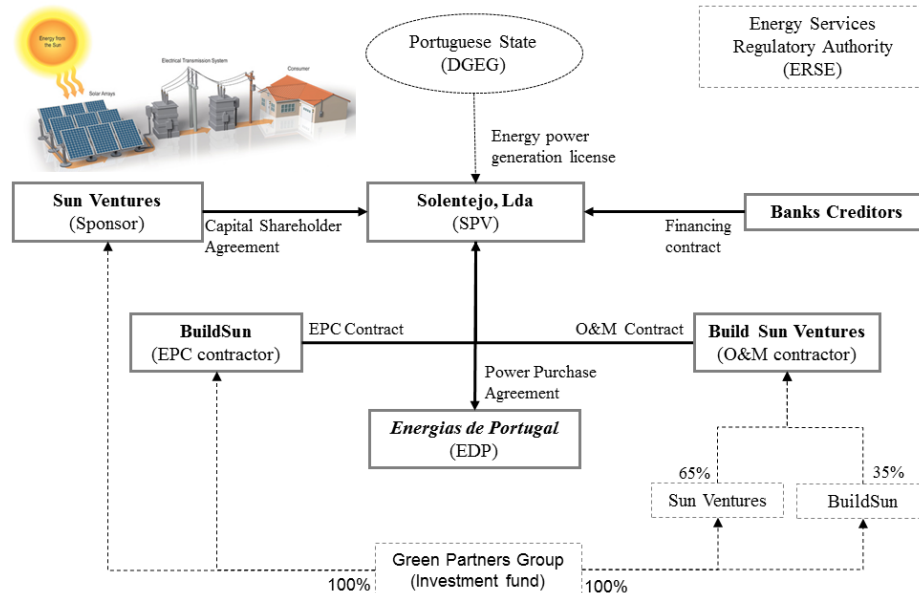 Energy from
the Sun
Solar Arrays
Electrical Transmission System
Consumer
Portuguese State
(DGEG)
Energy Services
Regulatory Authority
(ERSE)
Energy power
generation license
Sun Ventures
(Sponsor)
Capital Shareholder
Agreement
Solentejo, Lda
(SPV)
Financing
contract
Banks Creditors
BuildSun
(EPC contractor)
EPC Contract
O&M Contract
Build Sun Ventures
(O&M contractor)
Power Purchase
Agreement
Energias de Portugal
(EDP)
65%
35%
Sun Ventures
BuildSun
100%
Green Partners Group
(Investment fund)
100%